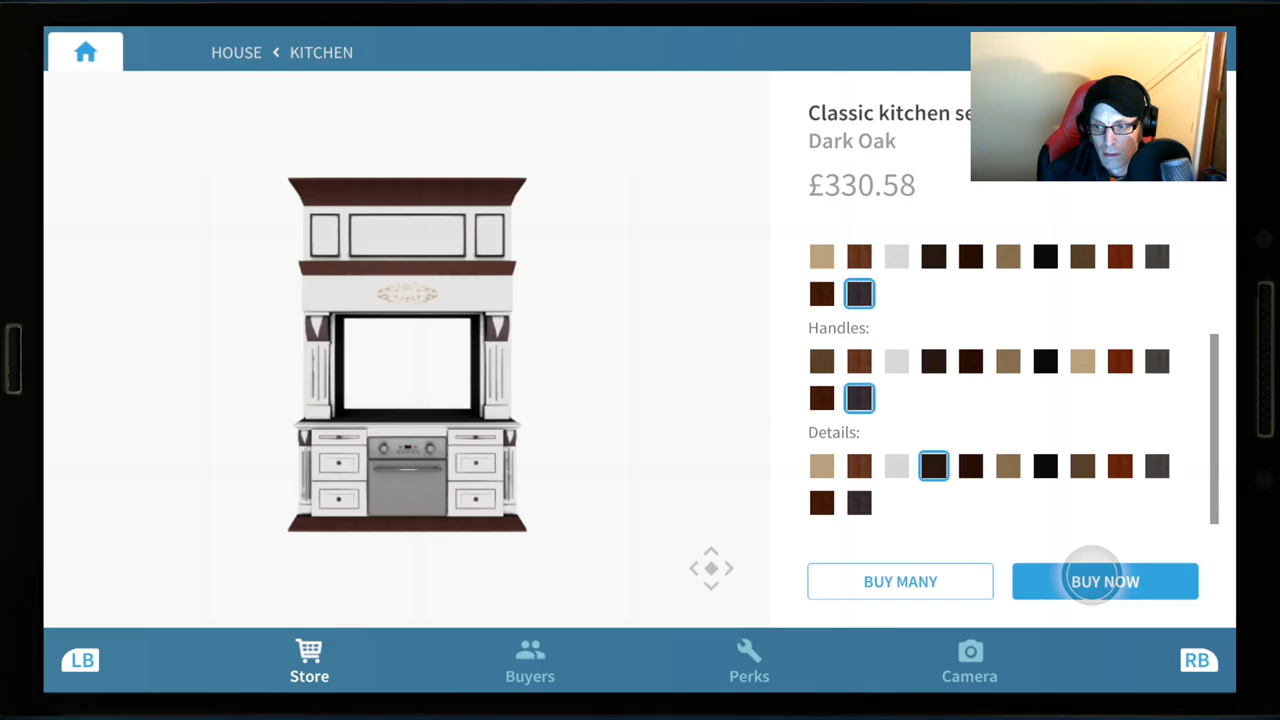 HOUSE < KITCHEN
Classic kitchen se
Dark Oak
£330.58
Handles:
Details:
BUY MANY
BUY NOW
LB
Store
Buyers
Perks
Camera
RB